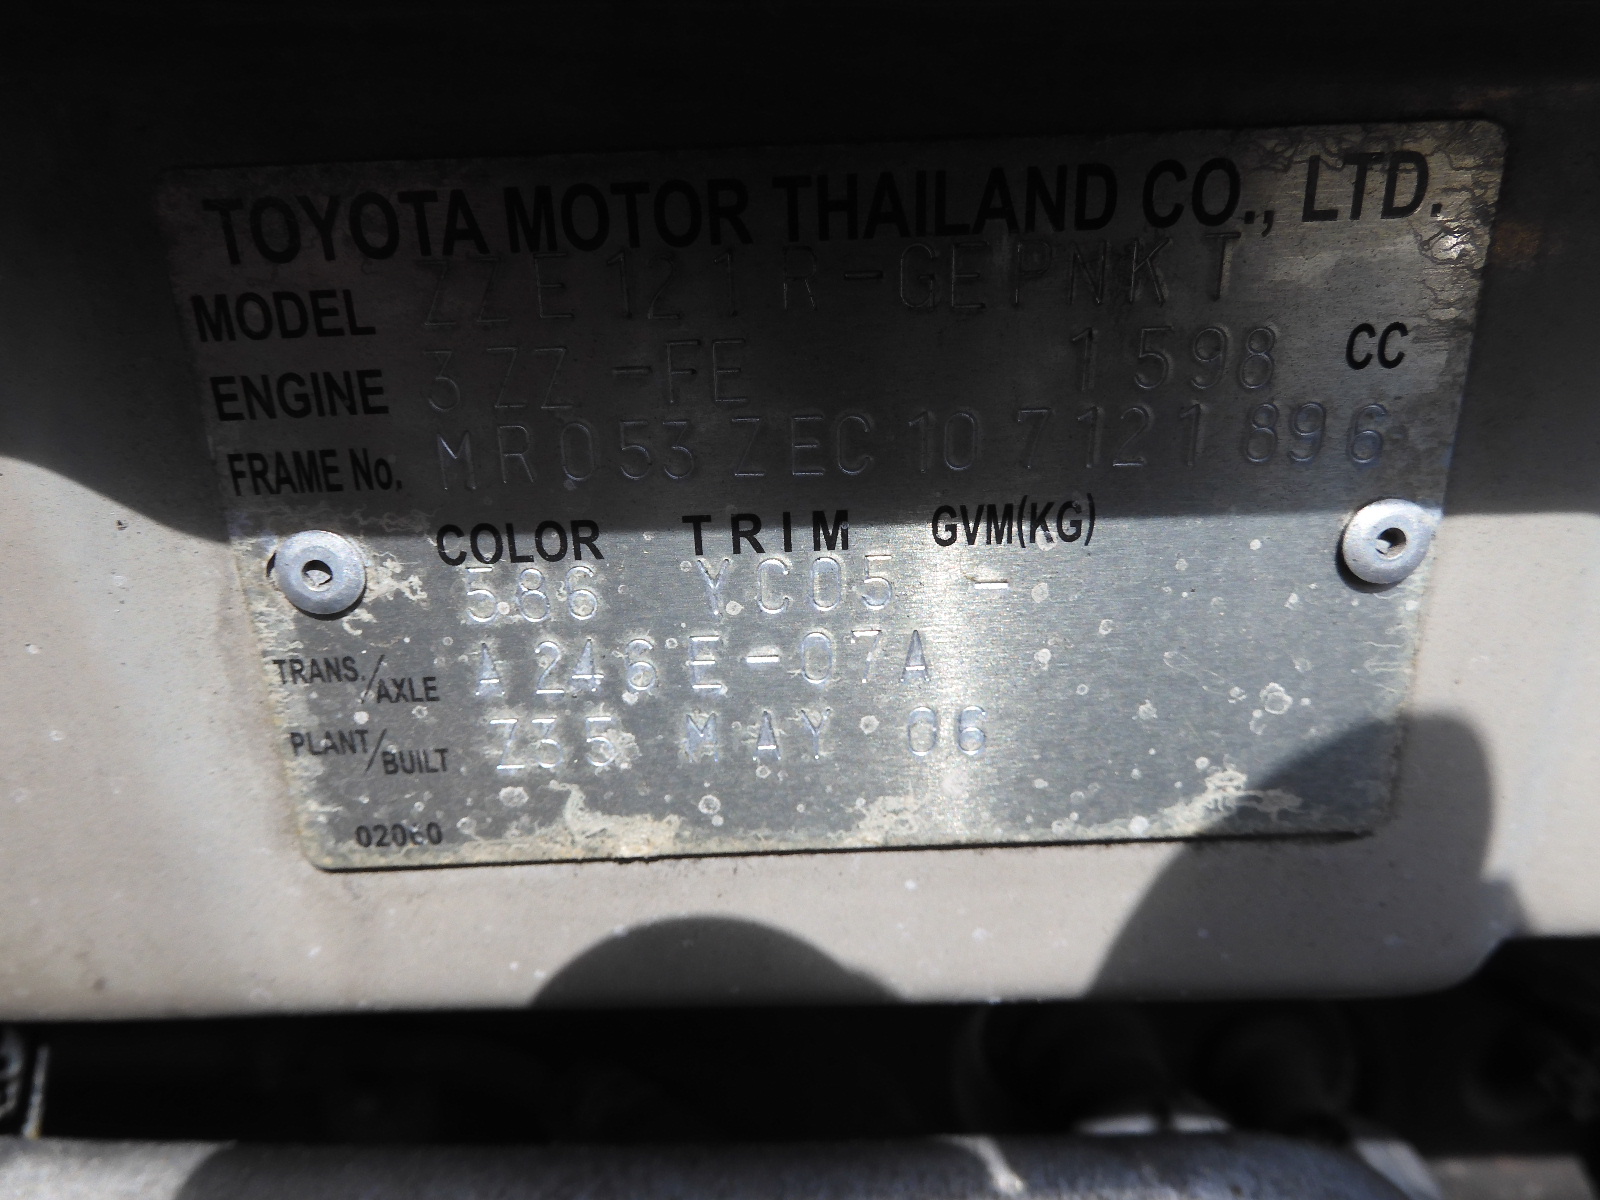 TOYOTA MOTOR THAILAND CO., LTD.
MODEL ZZE121R-GEPNKT
ENGINE 3ZZ-FE 1598 CC
FRAME No. MR053ZEC107121896
COLOR TRIM GVM(KG)
586 YC05 -
TRANS./AXLE A246E-07A
PLANT/BUILT Z35 MAY 06
02060